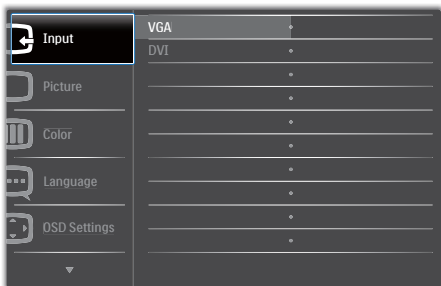 Input
Picture
Color
Language
OSD Settings
VGA
DVI